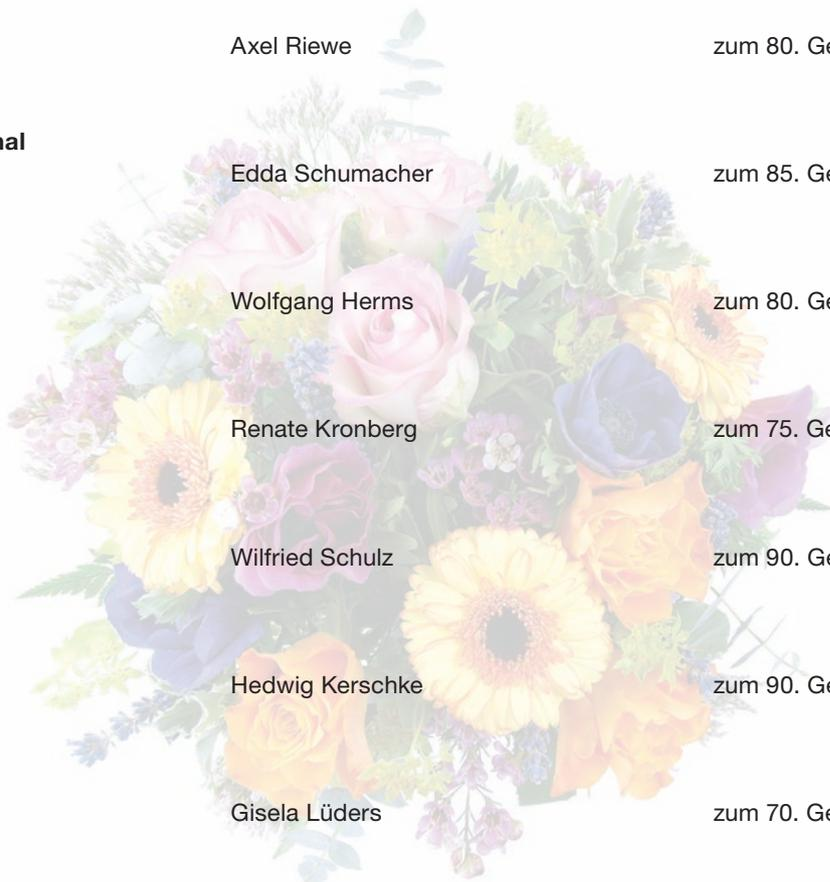 Axel Riewe zum 80. Ge
nal
Edda Schumacher zum 85. Ge
Wolfgang Herms zum 80. Ge
Renate Kronberg zum 75. Ge
Wilfried Schulz zum 90. Ge
Hedwig Kerschke zum 90. Ge
Gisela Lüders zum 70. Ge